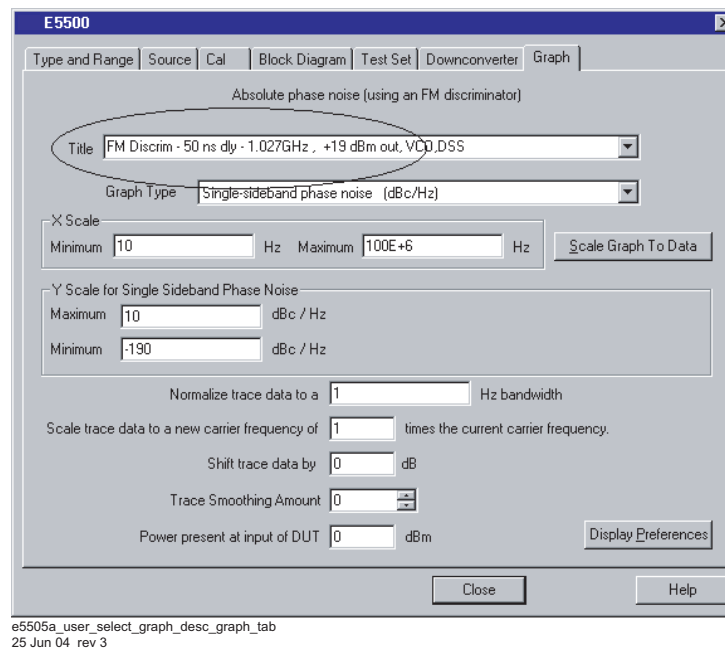 E5500
Type and Range Source Cal Block Diagram Test Set Downconverter Graph
Absolute phase noise (using an FM discriminator)
Title FM Discrim - 50 ns dly - 1.027GHz , +19 dBm out, VCO,DSS
Graph Type Single-sideband phase noise (dBc/Hz)
X Scale
Minimum 10 Hz Maximum 100E+6 Hz Scale Graph To Data
Y Scale for Single Sideband Phase Noise
Maximum 10 dBc / Hz
Minimum -190 dBc / Hz
Normalize trace data to a 1 Hz bandwidth
Scale trace data to a new carrier frequency of 1 times the current carrier frequency.
Shift trace data by 0 dB
Trace Smoothing Amount 0
Power present at input of DUT 0 dBm Display Preferences
Close Help
e5505a_user_select_graph_desc_graph_tab
25 Jun 04 rev 3